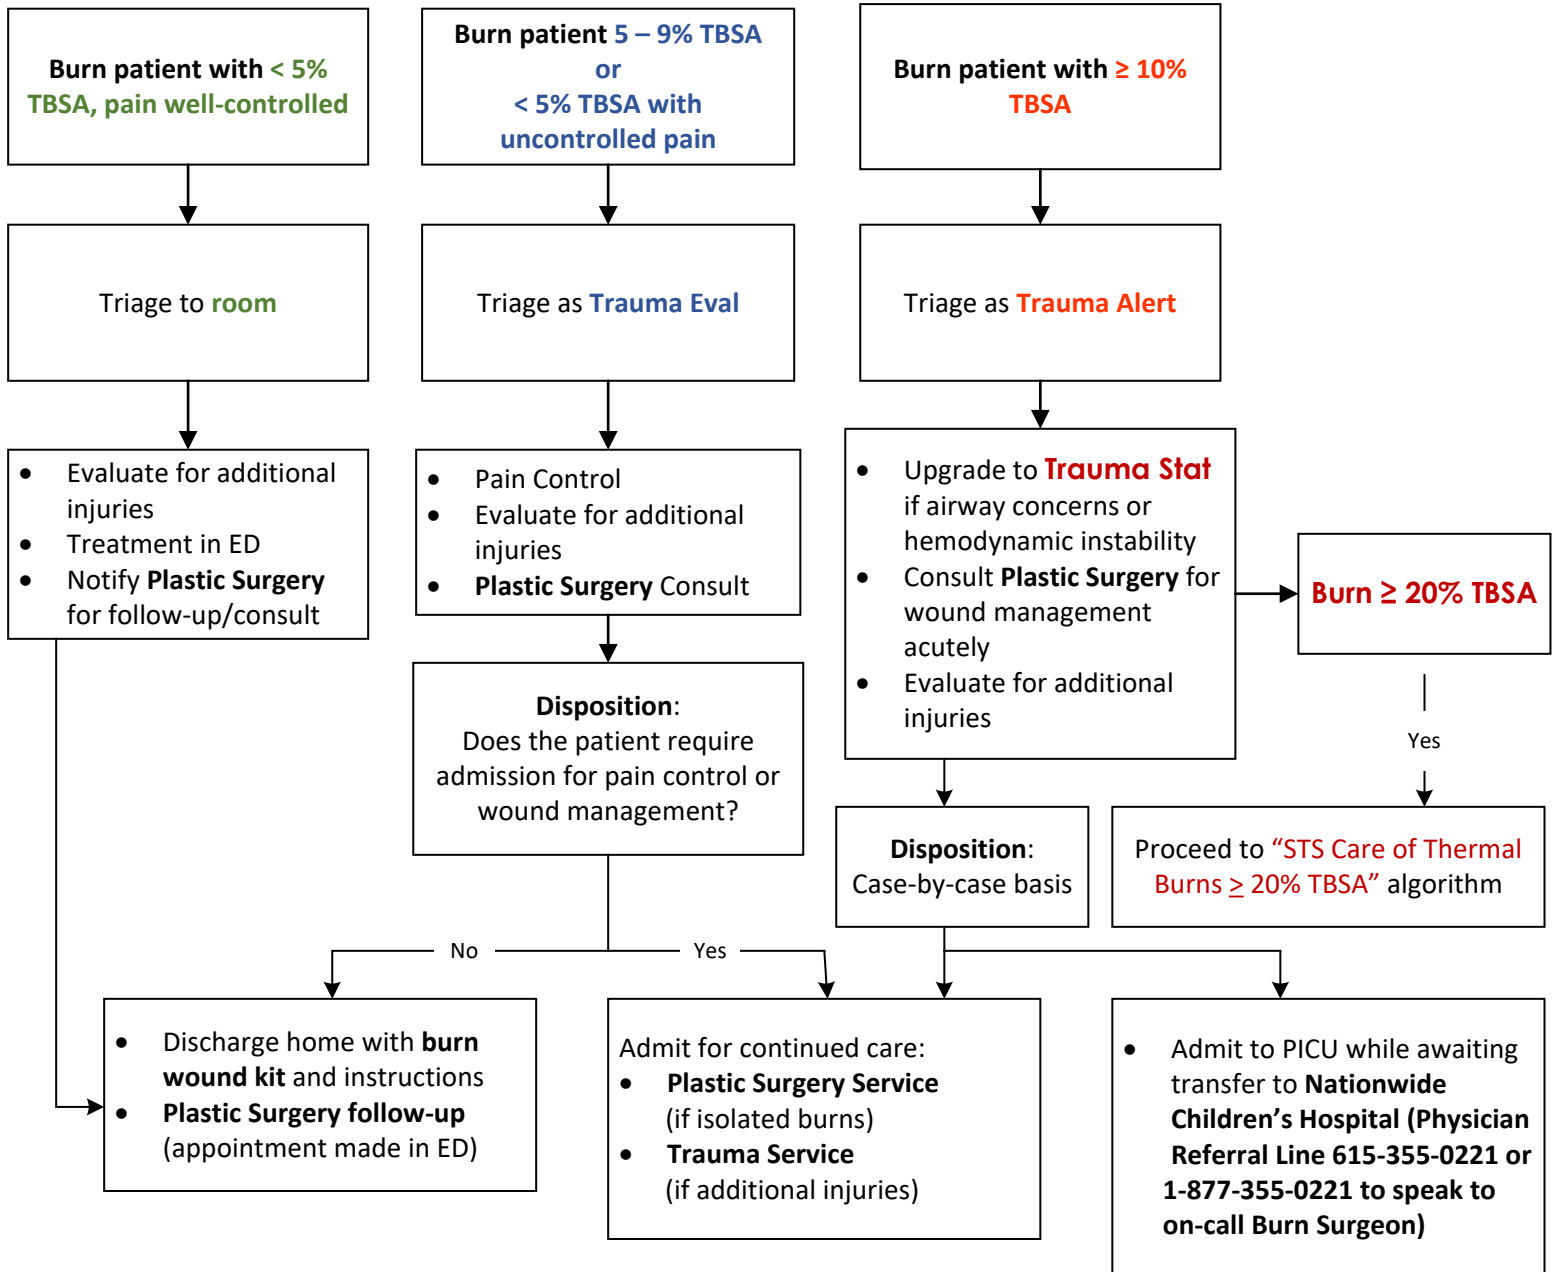 Burn patient with < 5%
TBSA, pain well-controlled
Burn patient 5 – 9% TBSA
or
< 5% TBSA with
uncontrolled pain
Burn patient with ≥ 10%
TBSA
Triage to room
Triage as Trauma Eval
Triage as Trauma Alert
• Evaluate for additional
injuries
• Treatment in ED
• Notify Plastic Surgery
for follow-up/consult
• Pain Control
• Evaluate for additional
injuries
• Plastic Surgery Consult
• Upgrade to Trauma Stat
if airway concerns or
hemodynamic instability
• Consult Plastic Surgery for
wound management
acutely
• Evaluate for additional
injuries
Burn ≥ 20% TBSA
Yes
Disposition:
Does the patient require
admission for pain control or
wound management?
Disposition:
Case-by-case basis
Proceed to “STS Care of Thermal
Burns ≥ 20% TBSA” algorithm
No
Yes
• Discharge home with burn
wound kit and instructions
• Plastic Surgery follow-up
(appointment made in ED)
Admit for continued care:
• Plastic Surgery Service
(if isolated burns)
• Trauma Service
(if additional injuries)
• Admit to PICU while awaiting
transfer to Nationwide
Children’s Hospital (Physician
Referral Line 615-355-0221 or
1-877-355-0221 to speak to
on-call Burn Surgeon)